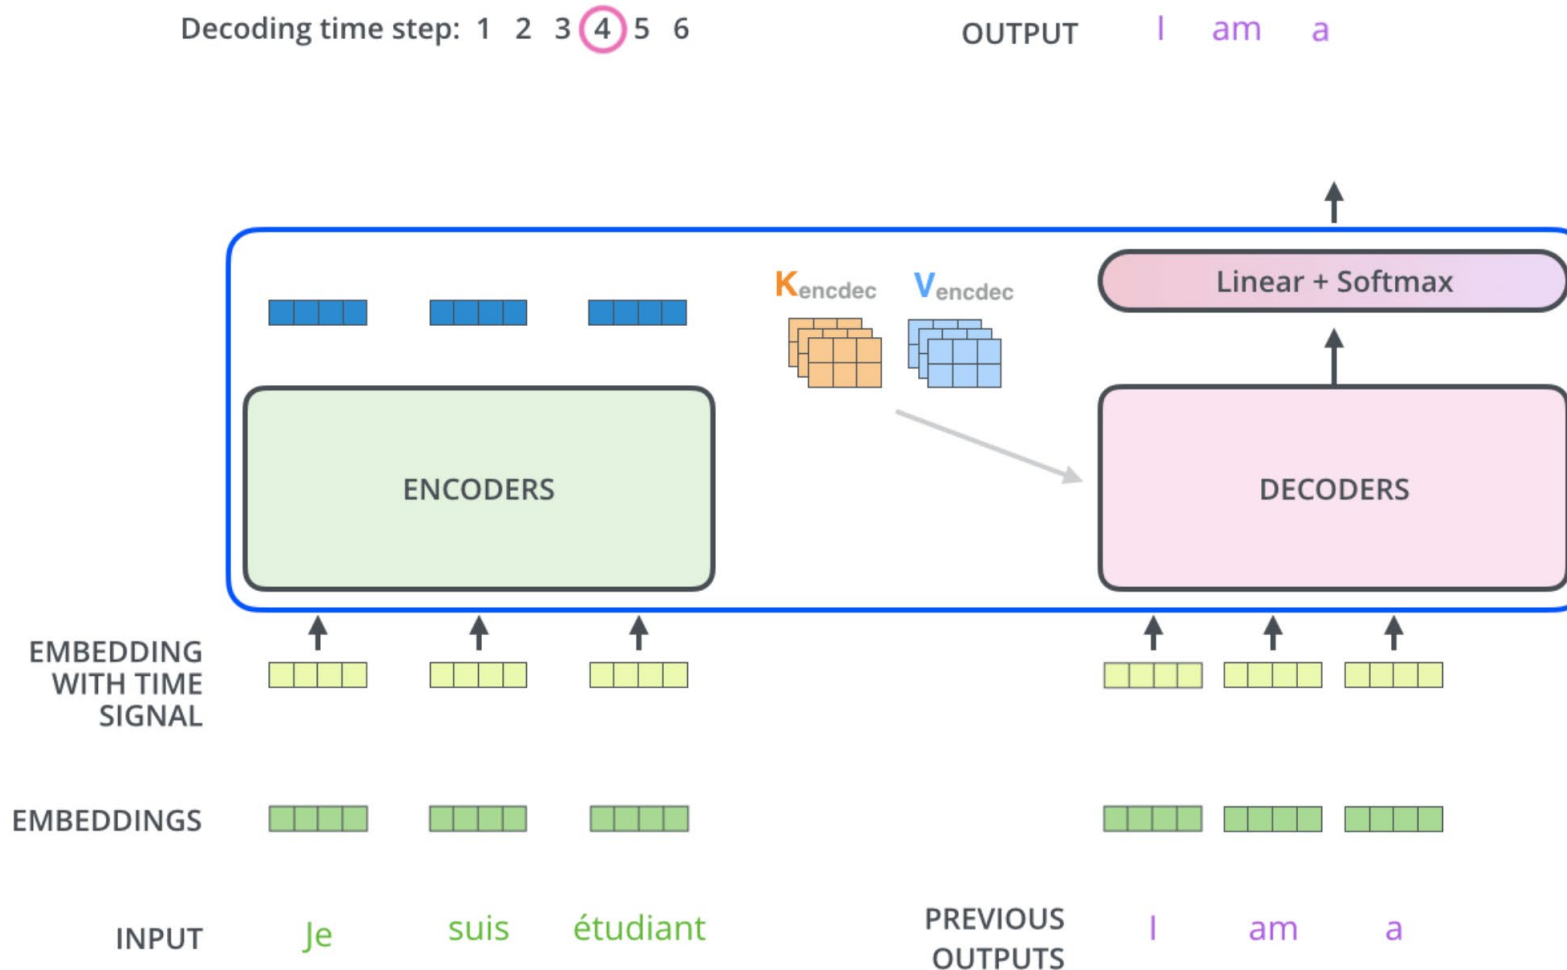 Decoding time step: 1 2 3 4 5 6
OUTPUT I am a
Kencdec Vencdec
Linear + Softmax
ENCODERS
DECODERS
EMBEDDING
WITH TIME
SIGNAL
EMBEDDINGS
INPUT Je suis étudiant
PREVIOUS
OUTPUTS
I am a